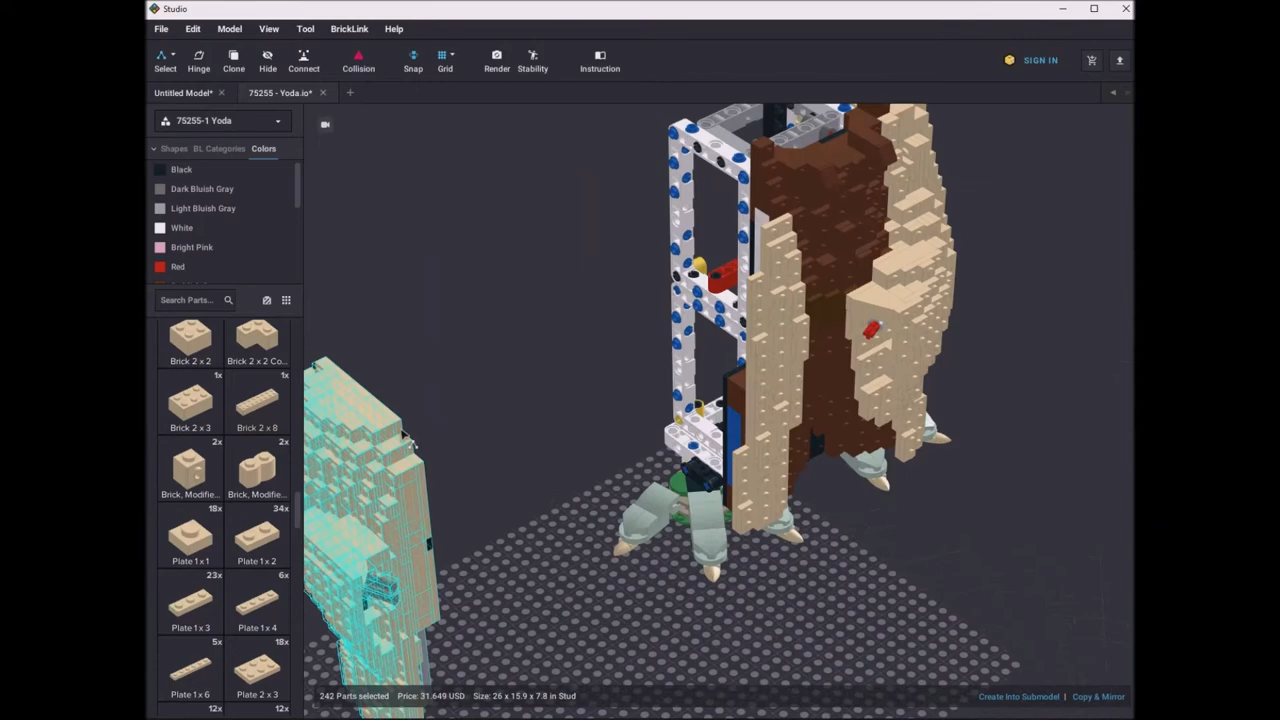 Studio
File Edit Model View Tool BrickLink Help
Select Hinge Clone Hide Connect Collision Snap Grid Render Stability Instruction SIGN IN
Untitled Model* 75255 - Yoda.io*
75255-1 Yoda
Shapes BL Categories Colors
Black
Dark Bluish Gray
Light Bluish Gray
White
Bright Pink
Red
Search Parts...
Brick 2 x 2 Brick 2 x 2 Co...
1x 1x
Brick 2 x 3 Brick 2 x 8
2x 2x
Brick, Modifie... Brick, Modifie...
18x 34x
Plate 1 x 1 Plate 1 x 2
23x 6x
Plate 1 x 3 Plate 1 x 4
5x 18x
Plate 1 x 6 Plate 2 x 3
12x 12x
242 Parts selected Price: 31.649 USD Size: 26 x 15.9 x 7.8 in Stud Create Into Submodel | Copy & Mirror